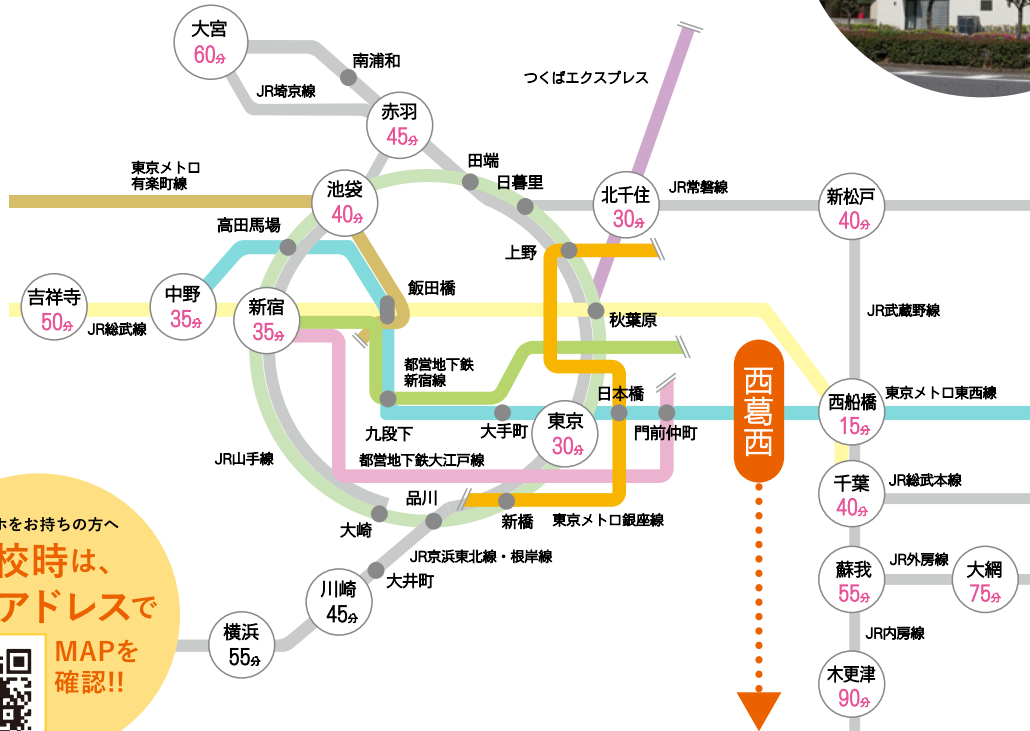 大宮
60分
南浦和
JR埼京線
赤羽
45分
つくばエクスプレス
東京メトロ
有楽町線
池袋
40分
田端
日暮里
北千住
30分
JR常磐線
新松戸
40分
高田馬場
上野
吉祥寺
50分
JR総武線
中野
35分
新宿
35分
飯田橋
秋葉原
JR武蔵野線
都営地下鉄
新宿線
日本橋
西葛西
西船橋
15分
東京メトロ東西線
九段下
大手町
東京
30分
門前仲町
JR山手線
都営地下鉄大江戸線
千葉
40分
JR総武本線
品川
大崎
新橋
東京メトロ銀座線
JR京浜東北線・根岸線
大井町
川崎
45分
蘇我
55分
JR外房線
大網
75分
横浜
55分
JR内房線
木更津
90分
ホをお持ちの方へ
校時は、
アドレスで
MAPを
確認!!